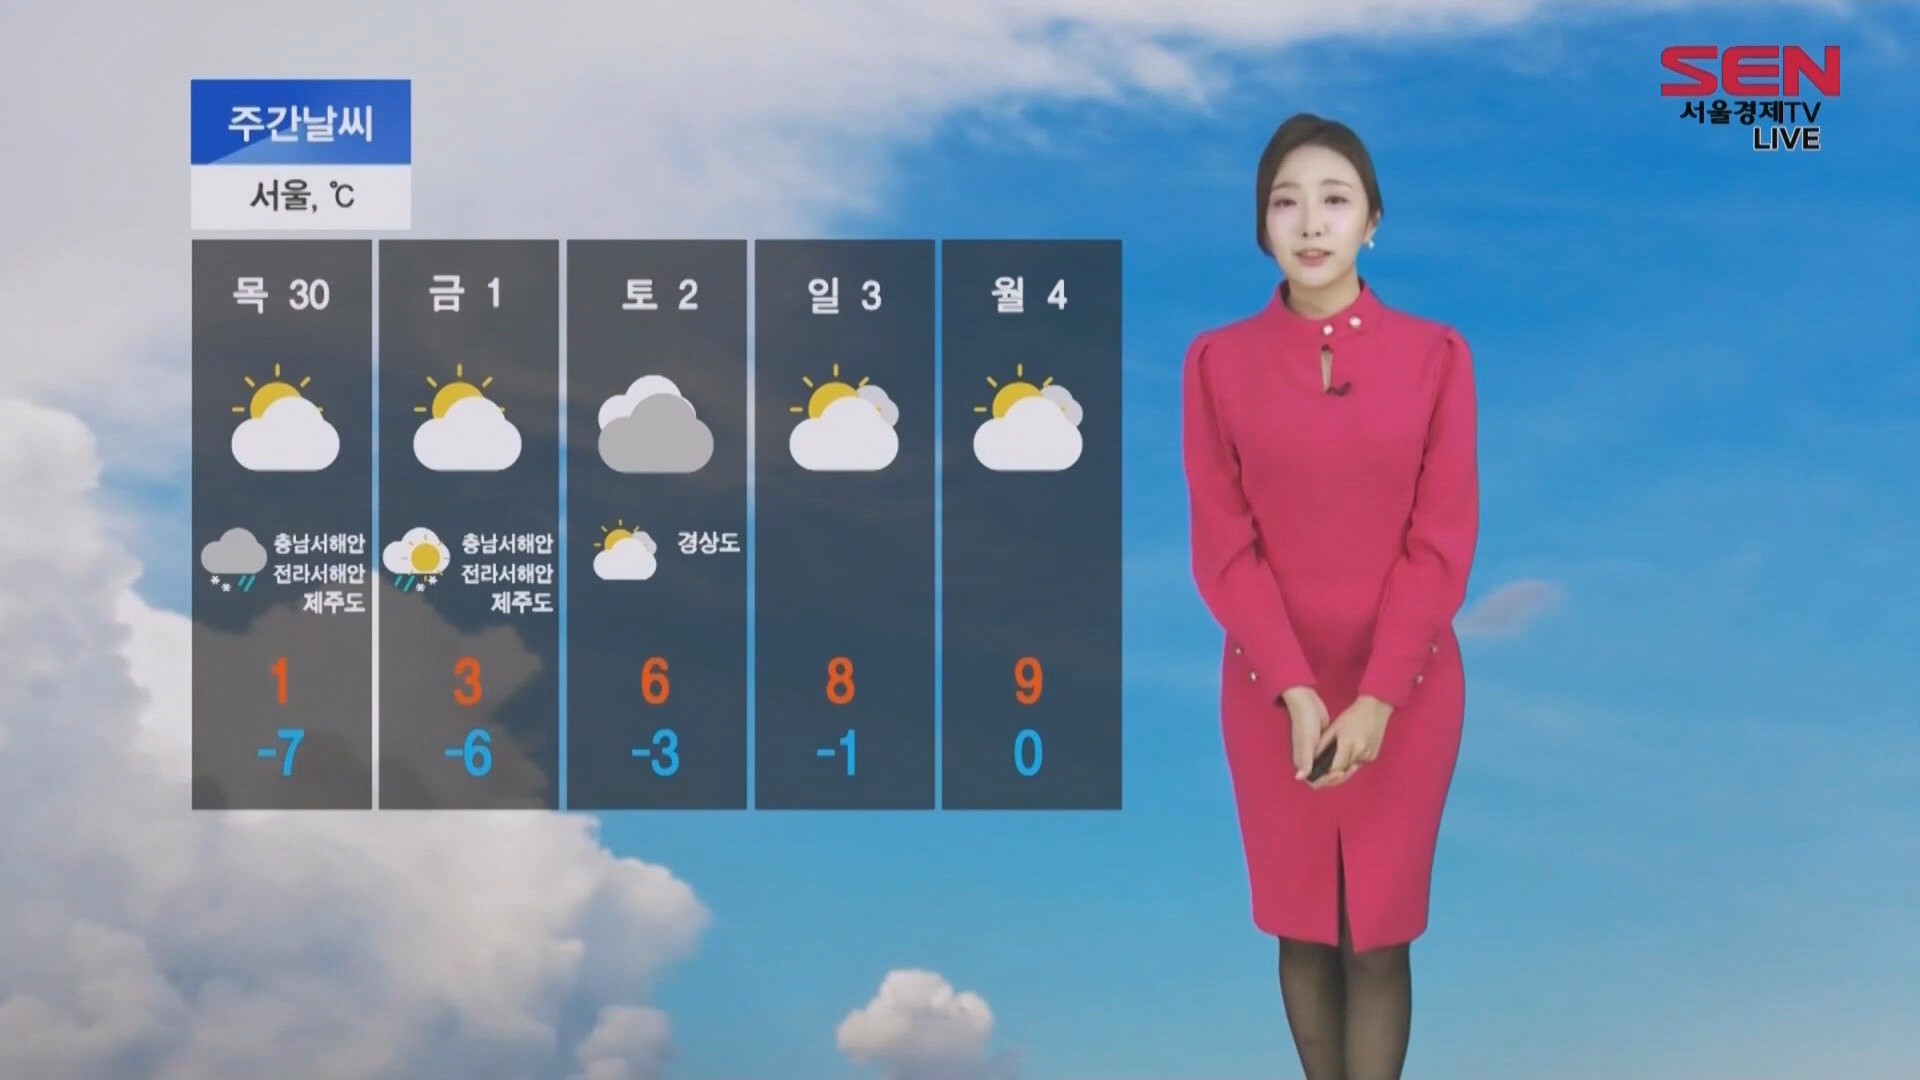 SEN
서울경제TV
LIVE
주간날씨
서울, ℃
목 30
금 1
토 2
일 3
월 4
충남서해안
전라서해안
제주도
충남서해안
전라서해안
제주도
경상도
1
3
6
8
9
-7
-6
-3
-1
0